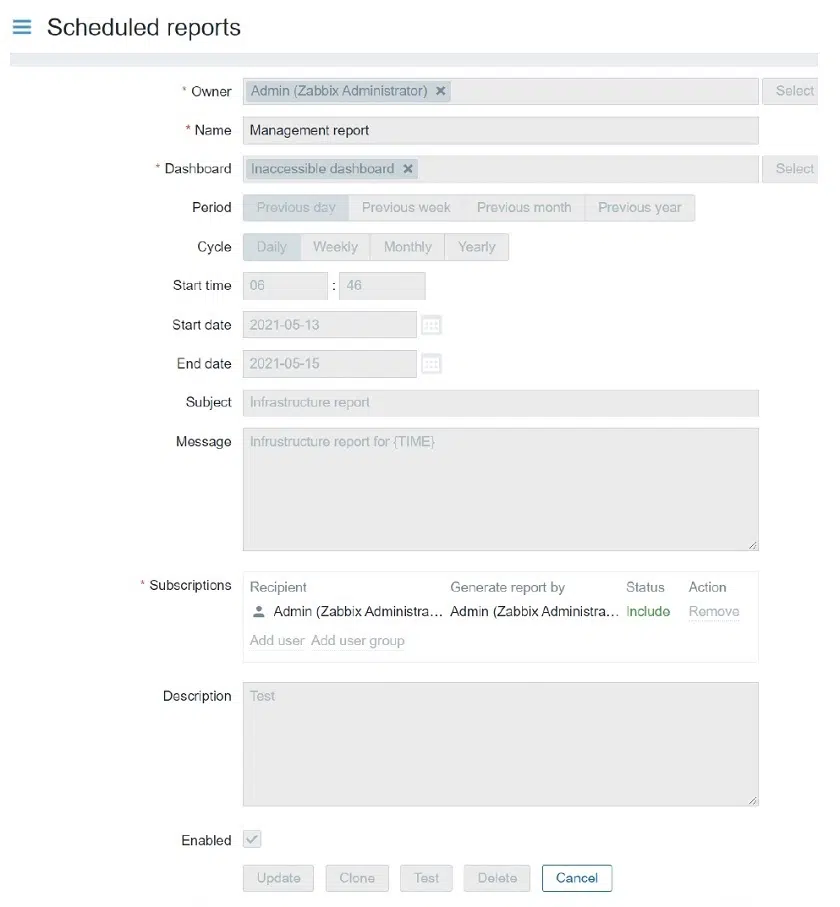 Scheduled reports
* Owner Admin (Zabbix Administrator) Select
* Name Management report
* Dashboard Inaccessible dashboard Select
Period Previous day Previous week Previous month Previous year
Cycle Daily Weekly Monthly Yearly
Start time 06 : 46
Start date 2021-05-13
End date 2021-05-15
Subject Infrastructure report
Message Infrustructure report for {TIME}
* Subscriptions Recipient Generate report by Status Action
Admin (Zabbix Administra... Admin (Zabbix Administra... Include Remove
Add user Add user group
Description Test
Enabled
Update Clone Test Delete Cancel